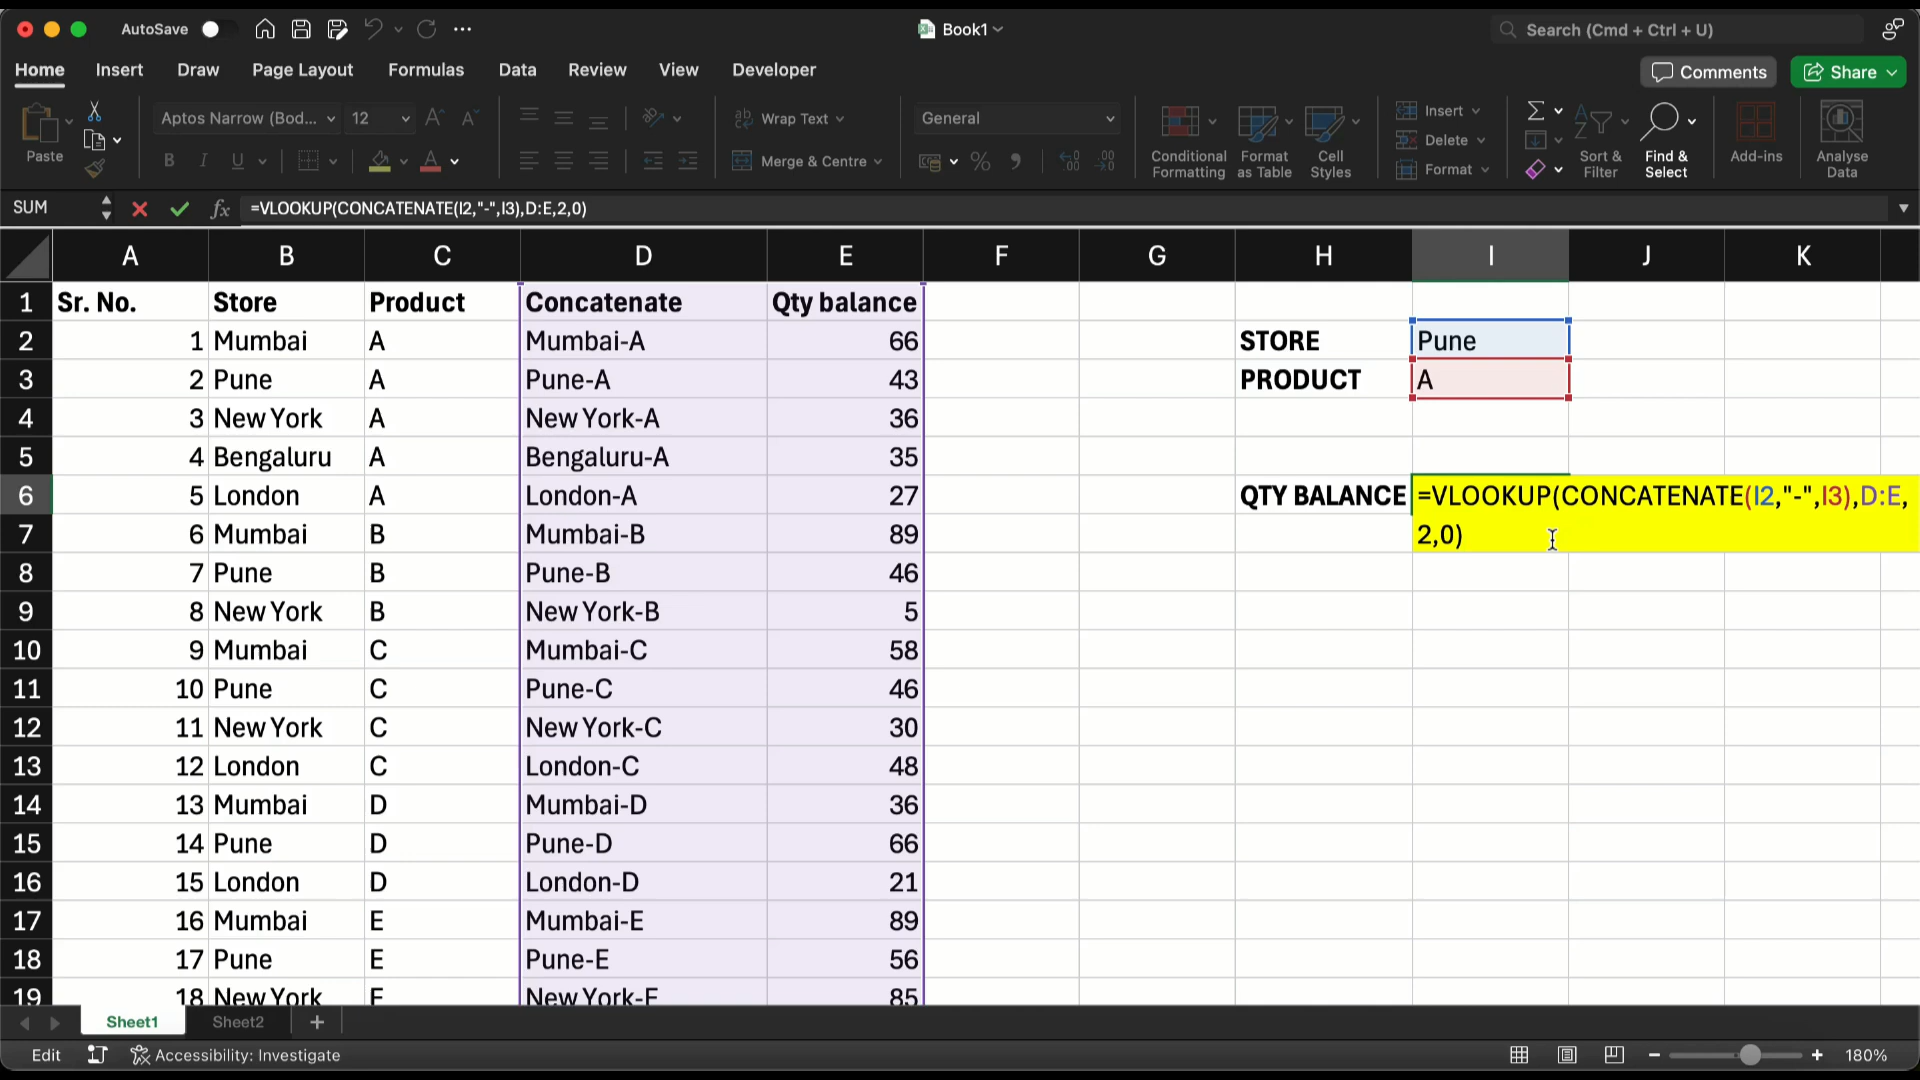 AutoSave
Book1
Search (Cmd + Ctrl + U)
Home Insert Draw Page Layout Formulas Data Review View Developer
Comments Share
Paste
Aptos Narrow (Bod... 12
B I U
Wrap Text
Merge & Centre
General
Conditional Formatting
Format as Table
Cell Styles
Insert
Delete
Format
Sort & Filter
Find & Select
Add-ins
Analyse Data
SUM fx =VLOOKUP(CONCATENATE(I2,"-",I3),D:E,2,0)
A B C D E F G H I J K
1 Sr. No. Store Product Concatenate Qty balance
2 1 Mumbai A Mumbai-A 66 STORE Pune
3 2 Pune A Pune-A 43 PRODUCT A
4 3 New York A New York-A 36
5 4 Bengaluru A Bengaluru-A 35
6 5 London A London-A 27 QTY BALANCE =VLOOKUP(CONCATENATE(I2,"-",I3),D:E,
7 6 Mumbai B Mumbai-B 89 2,0)
8 7 Pune B Pune-B 46
9 8 New York B New York-B 5
10 9 Mumbai C Mumbai-C 58
11 10 Pune C Pune-C 46
12 11 New York C New York-C 30
13 12 London C London-C 48
14 13 Mumbai D Mumbai-D 36
15 14 Pune D Pune-D 66
16 15 London D London-D 21
17 16 Mumbai E Mumbai-E 89
18 17 Pune E Pune-E 56
19 18 New York New York- 85
Sheet1 Sheet2
Edit Accessibility: Investigate 180%